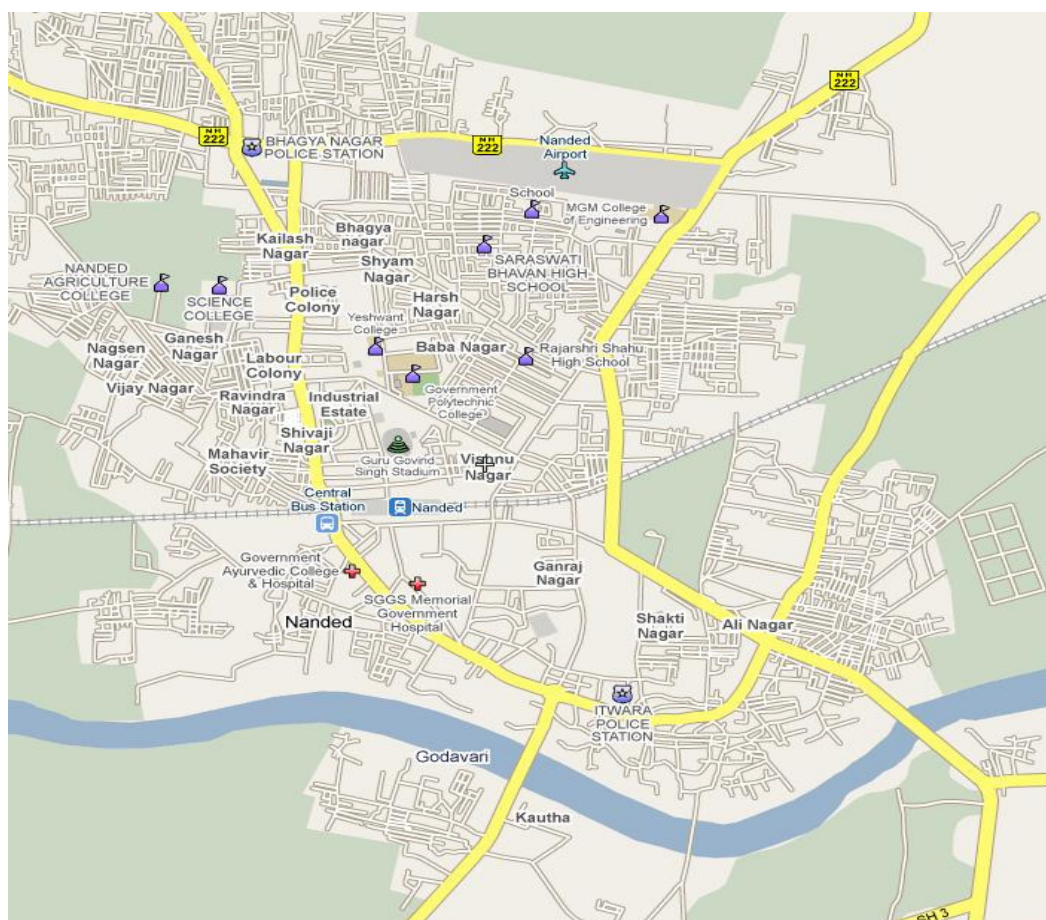 NH
222
NH
222
BHAGYA NAGAR
POLICE STATION
NH
222
Nanded
Airport
School
MGM College
of Engineering
Bhagya
nagar
Kailash
Nagar
SARASWATI
BHAVAN HIGH
SCHOOL
Shyam
Nagar
NANDED
AGRICULTURE
COLLEGE
SCIENCE
COLLEGE
Police
Colony
Harsh
Nagar
Yeshwant
College
Ganesh
Nagar
Baba Nagar
Rajarshri Shahu
High School
Nagsen
Nagar
Labour
Colony
Vijay Nagar
Ravindra
Nagar
Industrial
Estate
Government
Polytechnic
College
Shivaji
Nagar
Mahavir
Society
Guru Govind
Singh Stadium
Vishnu
Nagar
Central
Bus Station
Nanded
Government
Ayurvedic College
& Hospital
Ganraj
Nagar
SGGS Memorial
Government
Hospital
Nanded
Shakti
Nagar
Ali Nagar
ITWARA
POLICE
STATION
Godavari
Kautha
SH 3